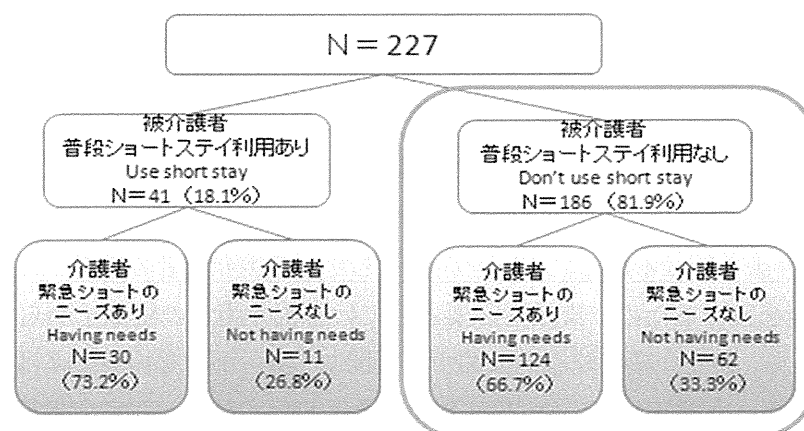 N＝227
被介護者
普段ショートステイ利用あり
Use short stay
N＝41（18.1%）
被介護者
普段ショートステイ利用なし
Don't use short stay
N＝186（81.9%）
介護者
緊急ショートの
ニーズあり
Having needs
N＝30
（73.2%）
介護者
緊急ショートの
ニーズなし
Not having needs
N＝11
（26.8%）
介護者
緊急ショートの
ニーズあり
Having needs
N＝124
（66.7%）
介護者
緊急ショートの
ニーズなし
Not having needs
N＝62
（33.3%）